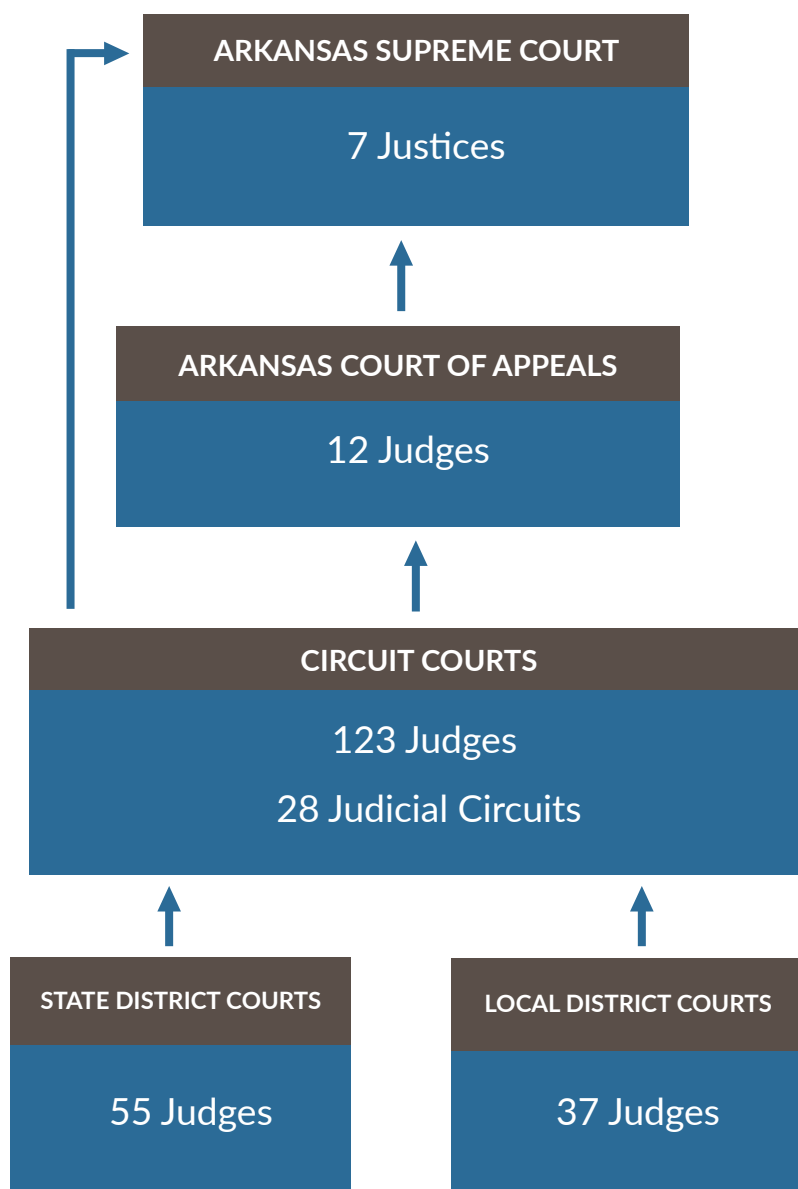 ARKANSAS SUPREME COURT
7 Justices
ARKANSAS COURT OF APPEALS
12 Judges
CIRCUIT COURTS
123 Judges
28 Judicial Circuits
STATE DISTRICT COURTS
55 Judges
LOCAL DISTRICT COURTS
37 Judges